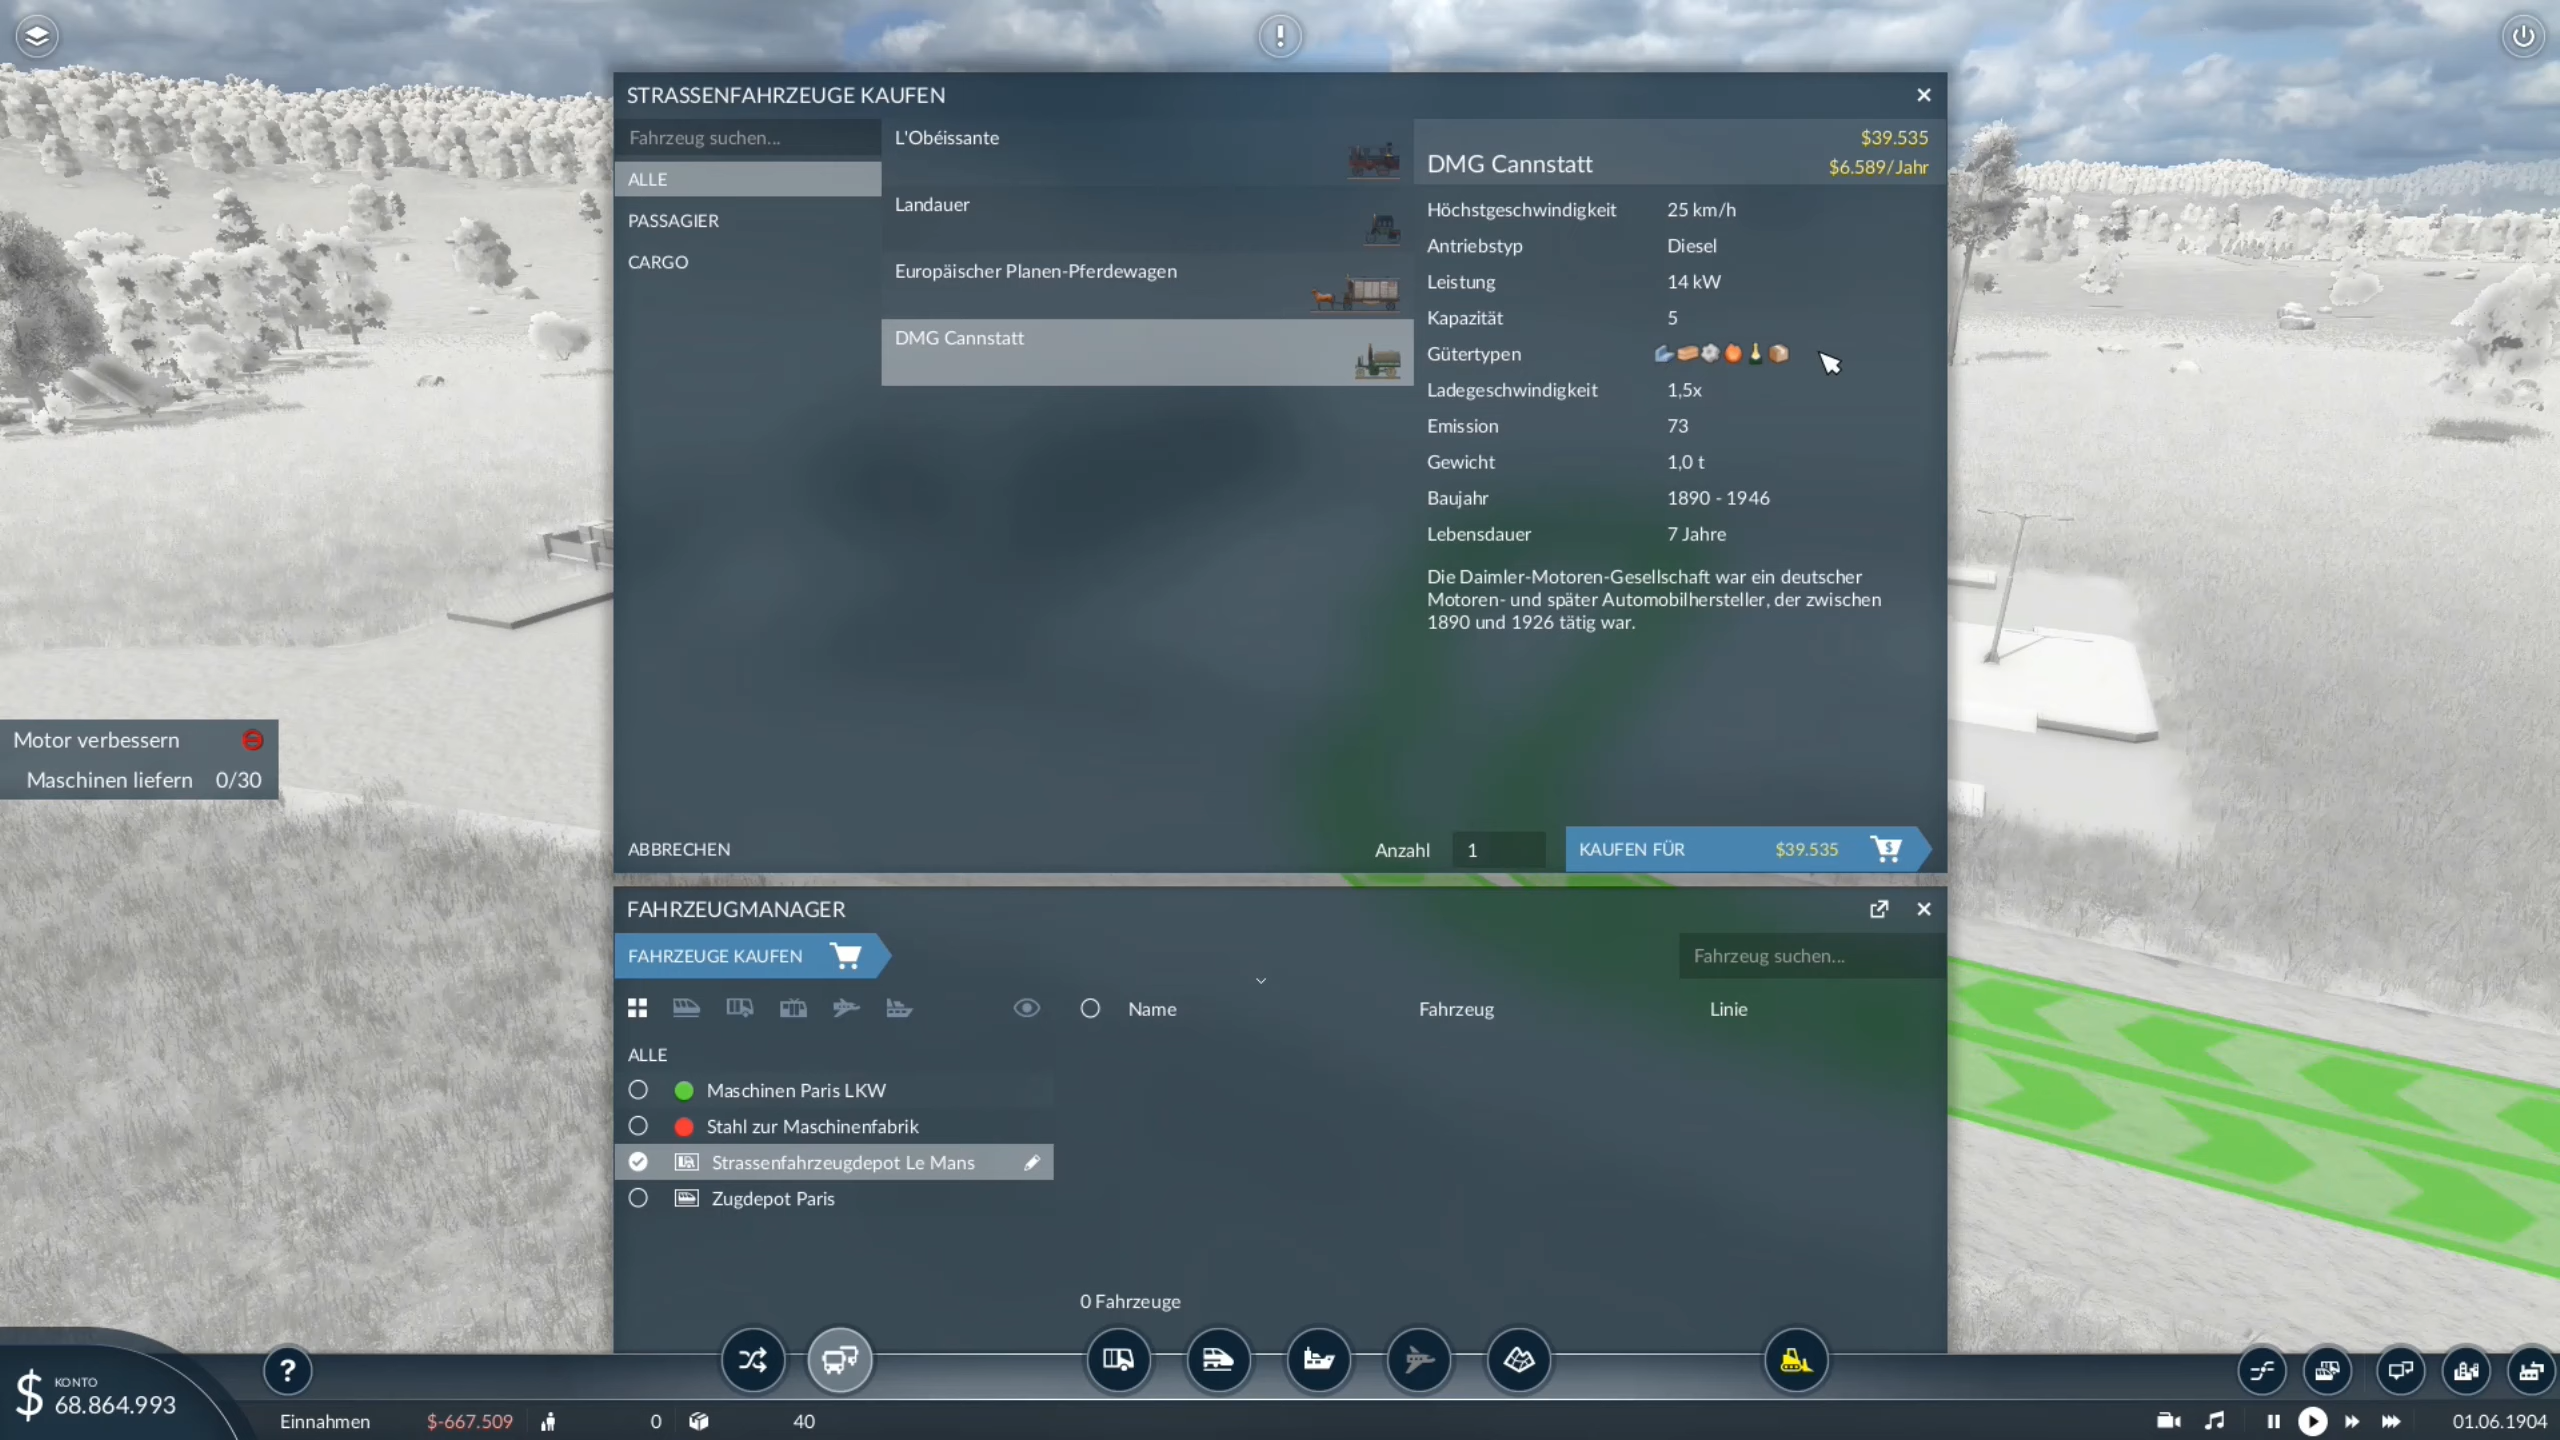 STRASSENFAHRZEUGE KAUFEN
Fahrzeug suchen...
ALLE
PASSAGIER
CARGO
L'Obéissante
Landauer
Europäischer Planen-Pferdewagen
DMG Cannstatt
DMG Cannstatt
$39.535
$6.589/Jahr
Höchstgeschwindigkeit 25 km/h
Antriebstyp Diesel
Leistung 14 kW
Kapazität 5
Gütertypen
Ladegeschwindigkeit 1,5x
Emission 73
Gewicht 1,0 t
Baujahr 1890 - 1946
Lebensdauer 7 Jahre
Die Daimler-Motoren-Gesellschaft war ein deutscher
Motoren- und später Automobilhersteller, der zwischen
1890 und 1926 tätig war.
Motor verbessern
Maschinen liefern 0/30
ABBRECHEN
Anzahl 1
KAUFEN FÜR $39.535
FAHRZEUGMANAGER
FAHRZEUGE KAUFEN
Fahrzeug suchen...
Name Fahrzeug Linie
ALLE
Maschinen Paris LKW
Stahl zur Maschinenfabrik
Strassenfahrzeugdepot Le Mans
Zugdepot Paris
0 Fahrzeuge
?
$ KONTO
68.864.993
Einnahmen $-667.509 0 40
01.06.1904